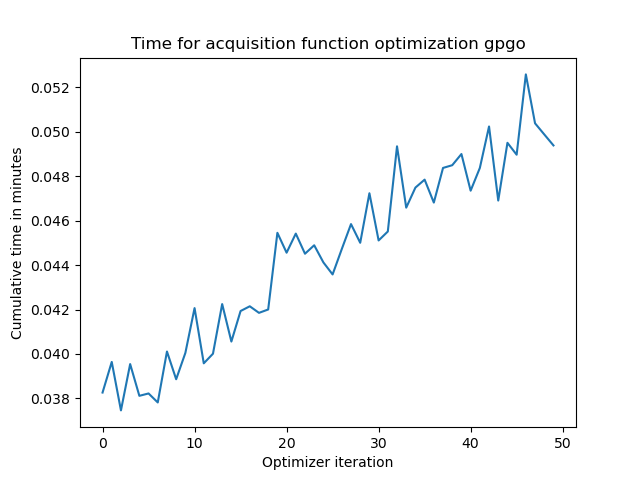 Time for acquisition function optimization gpgo
0.052
0.050
0.048
0.046
0.044
0.042
0.040
0.038
Cumulative time in minutes
0 10 20 30 40 50
Optimizer iteration